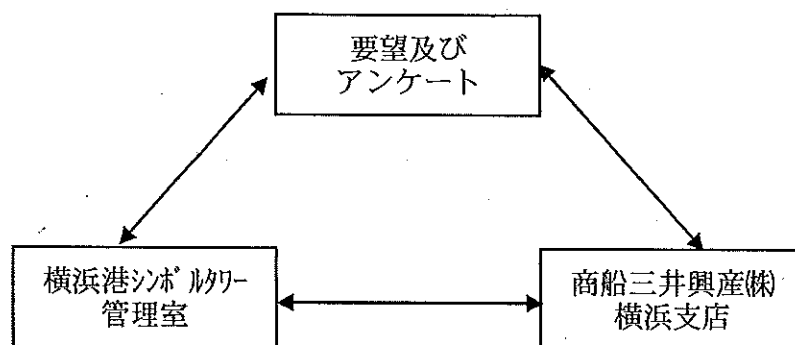 要望及び
アンケート
横浜港ｼﾝﾎﾞﾙﾀﾜｰ
管理室
商船三井興産㈱
横浜支店